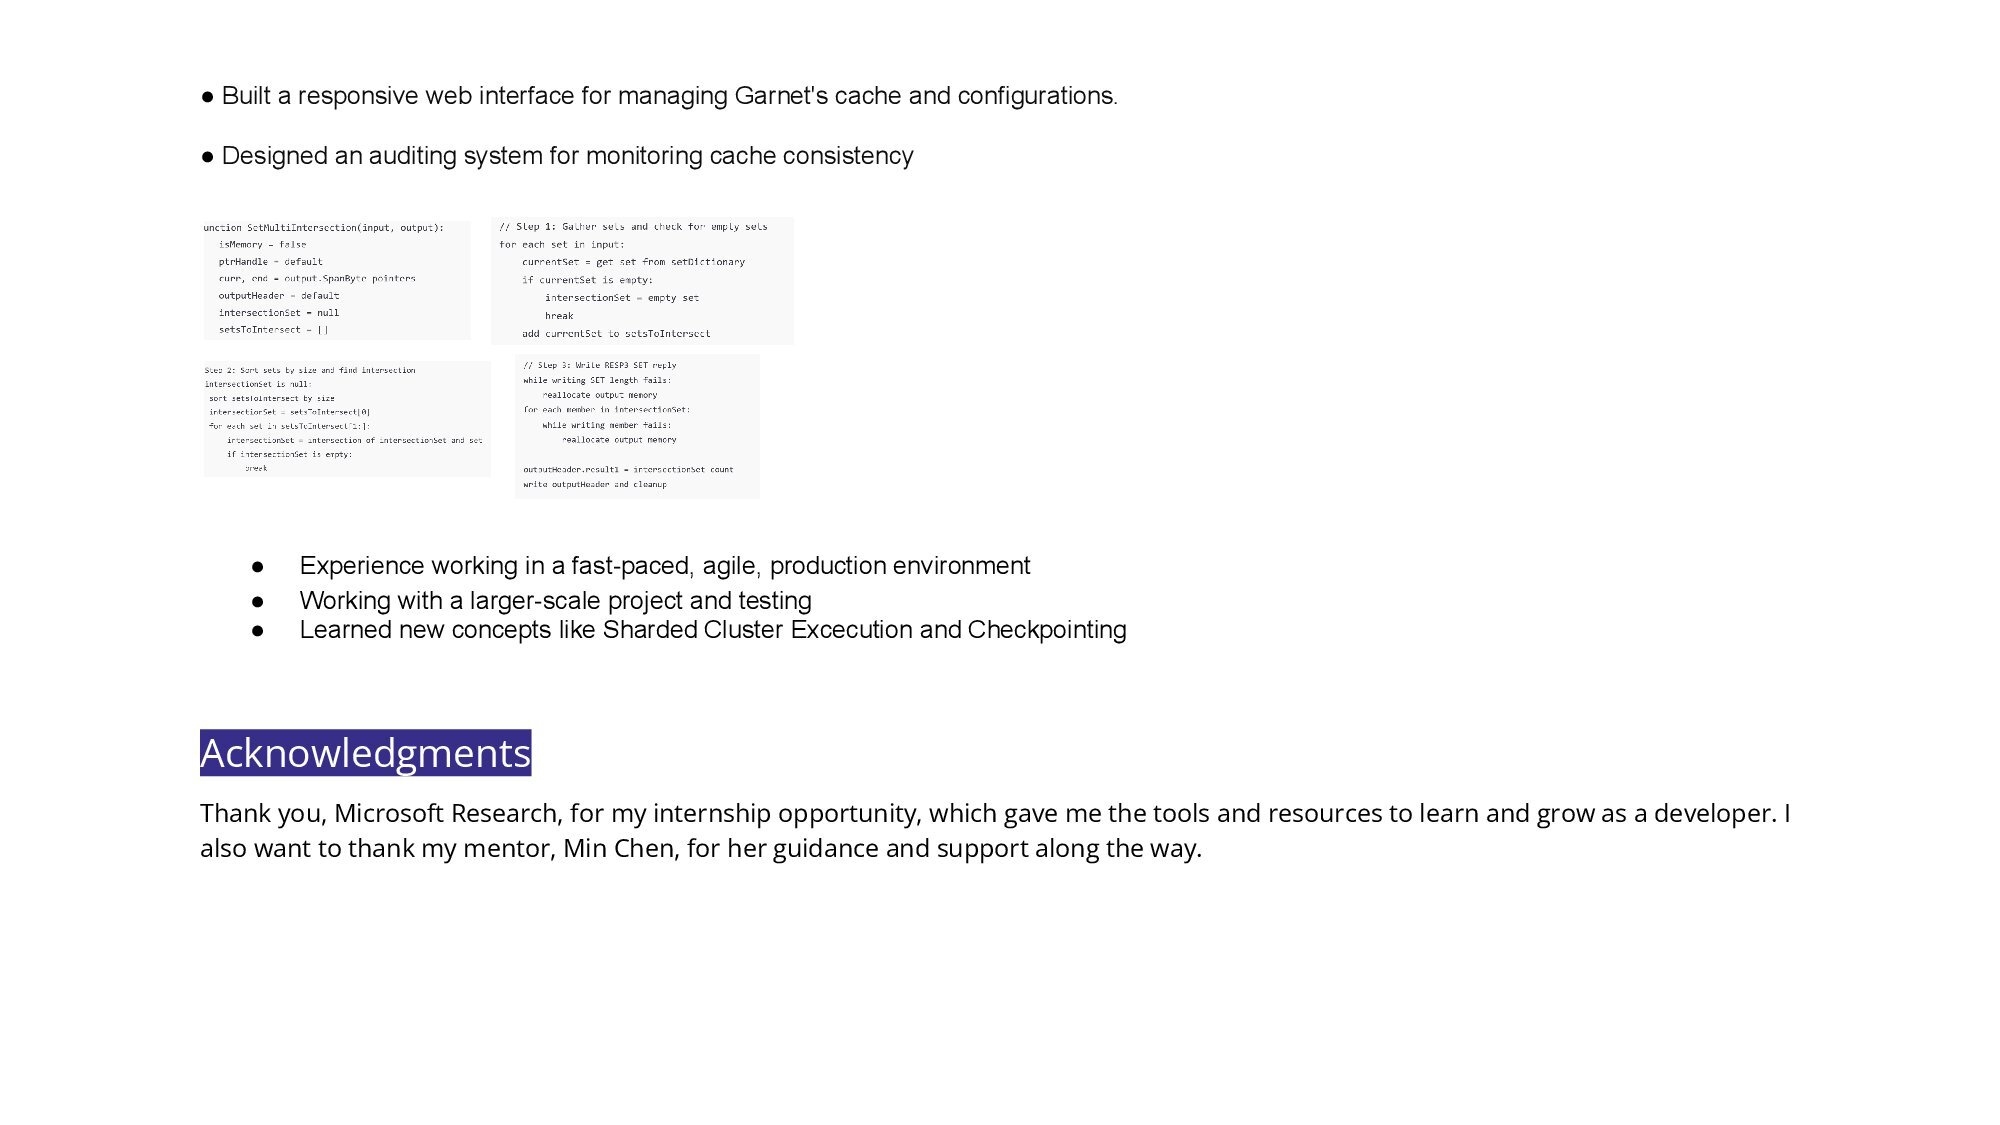 ● Built a responsive web interface for managing Garnet's cache and configurations.
● Designed an auditing system for monitoring cache consistency
unction SetMultiIntersection(input, output):
isMemory = false
ptrHandle = default
curr, end = output.SpanByte pointers
outputHeader = default
intersectionSet = null
setsToIntersect = []
// Step 1: Gather sets and check for empty sets
for each set in input:
currentSet = get set from setDictionary
if currentSet is empty:
intersectionSet = empty set
break
add currentSet to setsToIntersect
Step 2: Sort sets by size and find intersection
intersectionSet is null:
sort setsToIntersect by size
intersectionSet = setsToIntersect[0]
for each set in setsToIntersect[1:]:
intersectionSet = intersection of intersectionSet and set
if intersectionSet is empty:
break
// Step 3: Write RESP3 SET reply
while writing SET length fails:
reallocate output memory
for each member in intersectionSet:
while writing member fails:
reallocate output memory
outputHeader.result1 = intersectionSet count
write outputHeader and cleanup
● Experience working in a fast-paced, agile, production environment
● Working with a larger-scale project and testing
● Learned new concepts like Sharded Cluster Excecution and Checkpointing
Acknowledgments
Thank you, Microsoft Research, for my internship opportunity, which gave me the tools and resources to learn and grow as a developer. I
also want to thank my mentor, Min Chen, for her guidance and support along the way.